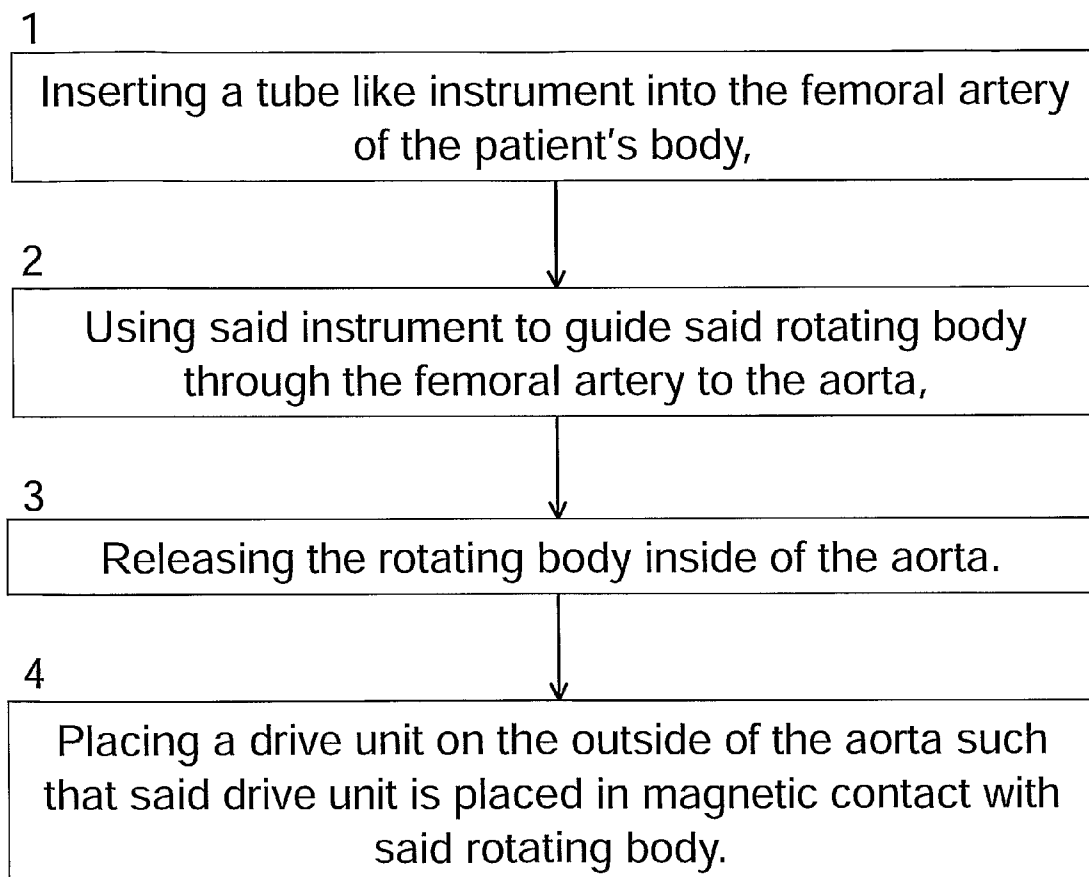 1
Inserting a tube like instrument into the femoral artery
of the patient's body,
2
Using said instrument to guide said rotating body
through the femoral artery to the aorta,
3
Releasing the rotating body inside of the aorta.
4
Placing a drive unit on the outside of the aorta such
that said drive unit is placed in magnetic contact with
said rotating body.